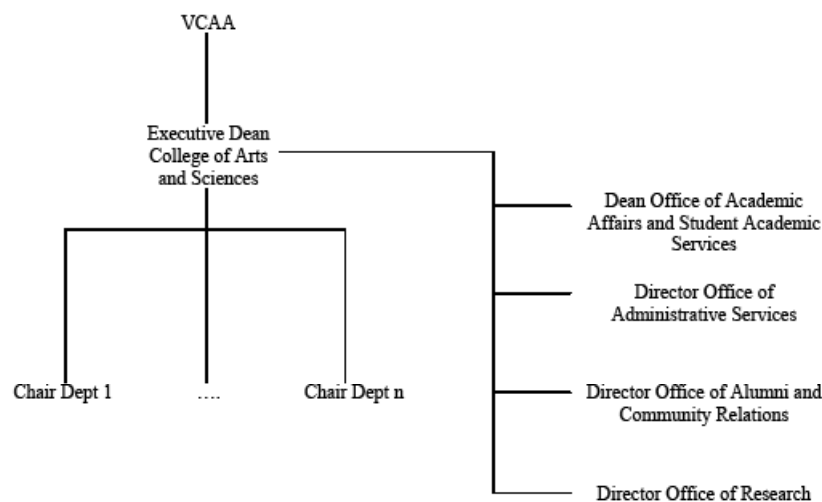 VCAA
Executive Dean
College of Arts
and Sciences
Dean Office of Academic
Affairs and Student Academic
Services
Director Office of
Administrative Services
Chair Dept 1
....
Chair Dept n
Director Office of Alumni and
Community Relations
Director Office of Research